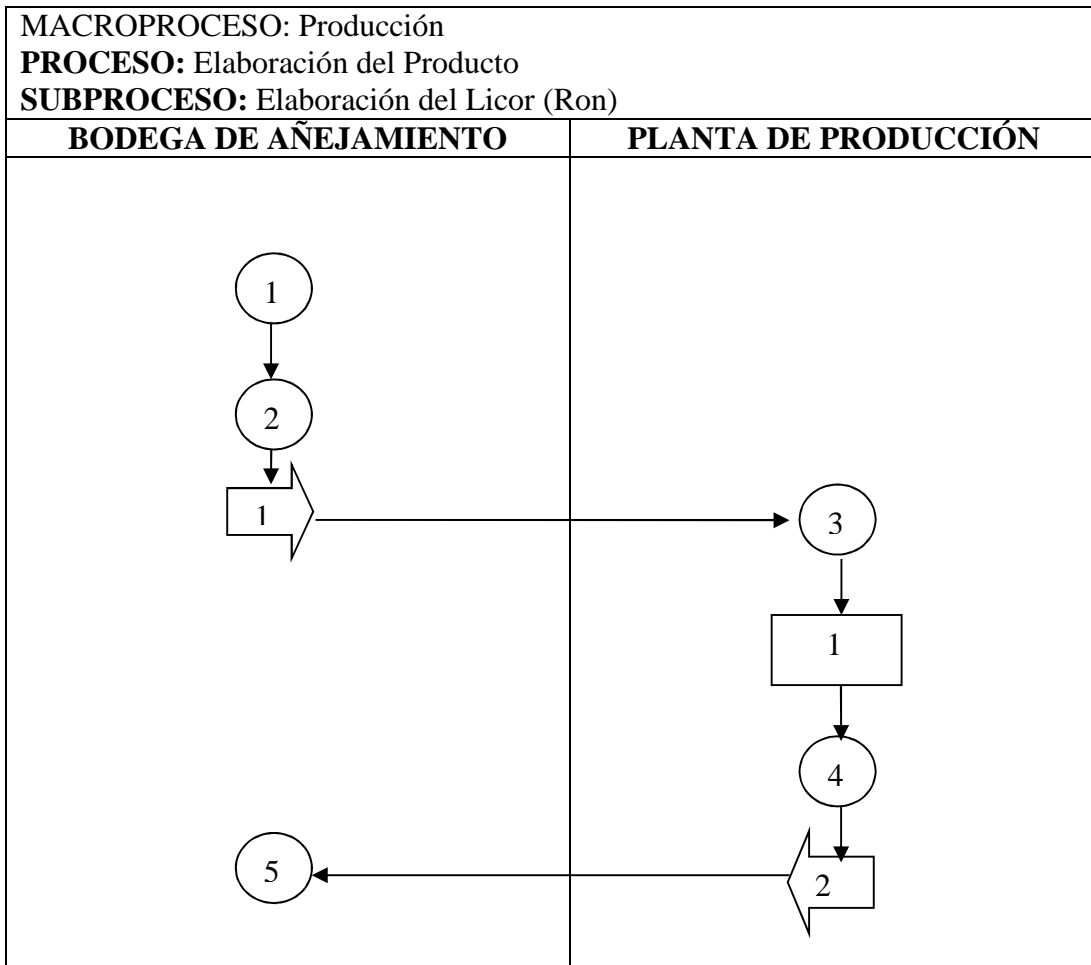 MACROPROCESO: Producción
PROCESO: Elaboración del Producto
SUBPROCESO: Elaboración del Licor (Ron)
BODEGA DE AÑEJAMIENTO
PLANTA DE PRODUCCIÓN
1
2
1
3
1
4
5
2